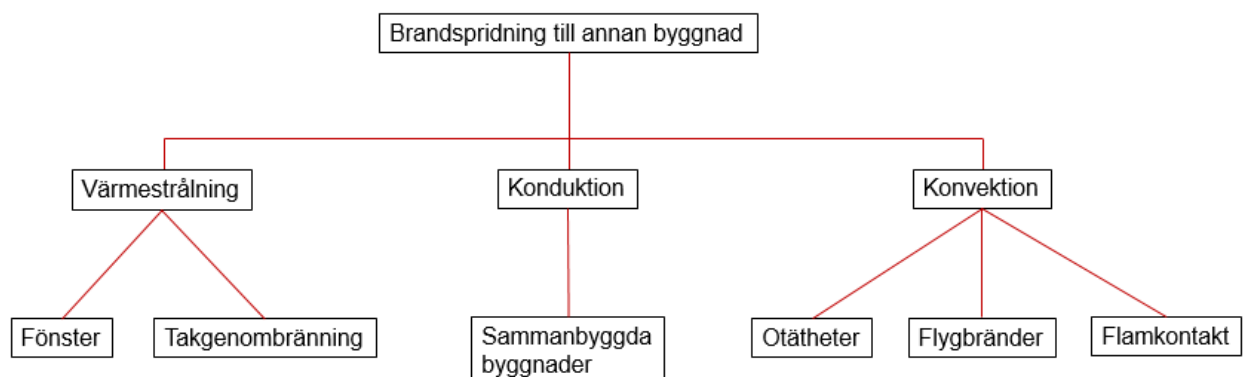 Brandspridning till annan byggnad
Värmestrålning
Konduktion
Konvektion
Fönster
Takgenombränning
Sammanbyggda
byggnader
Otätheter
Flygbränder
Flamkontakt